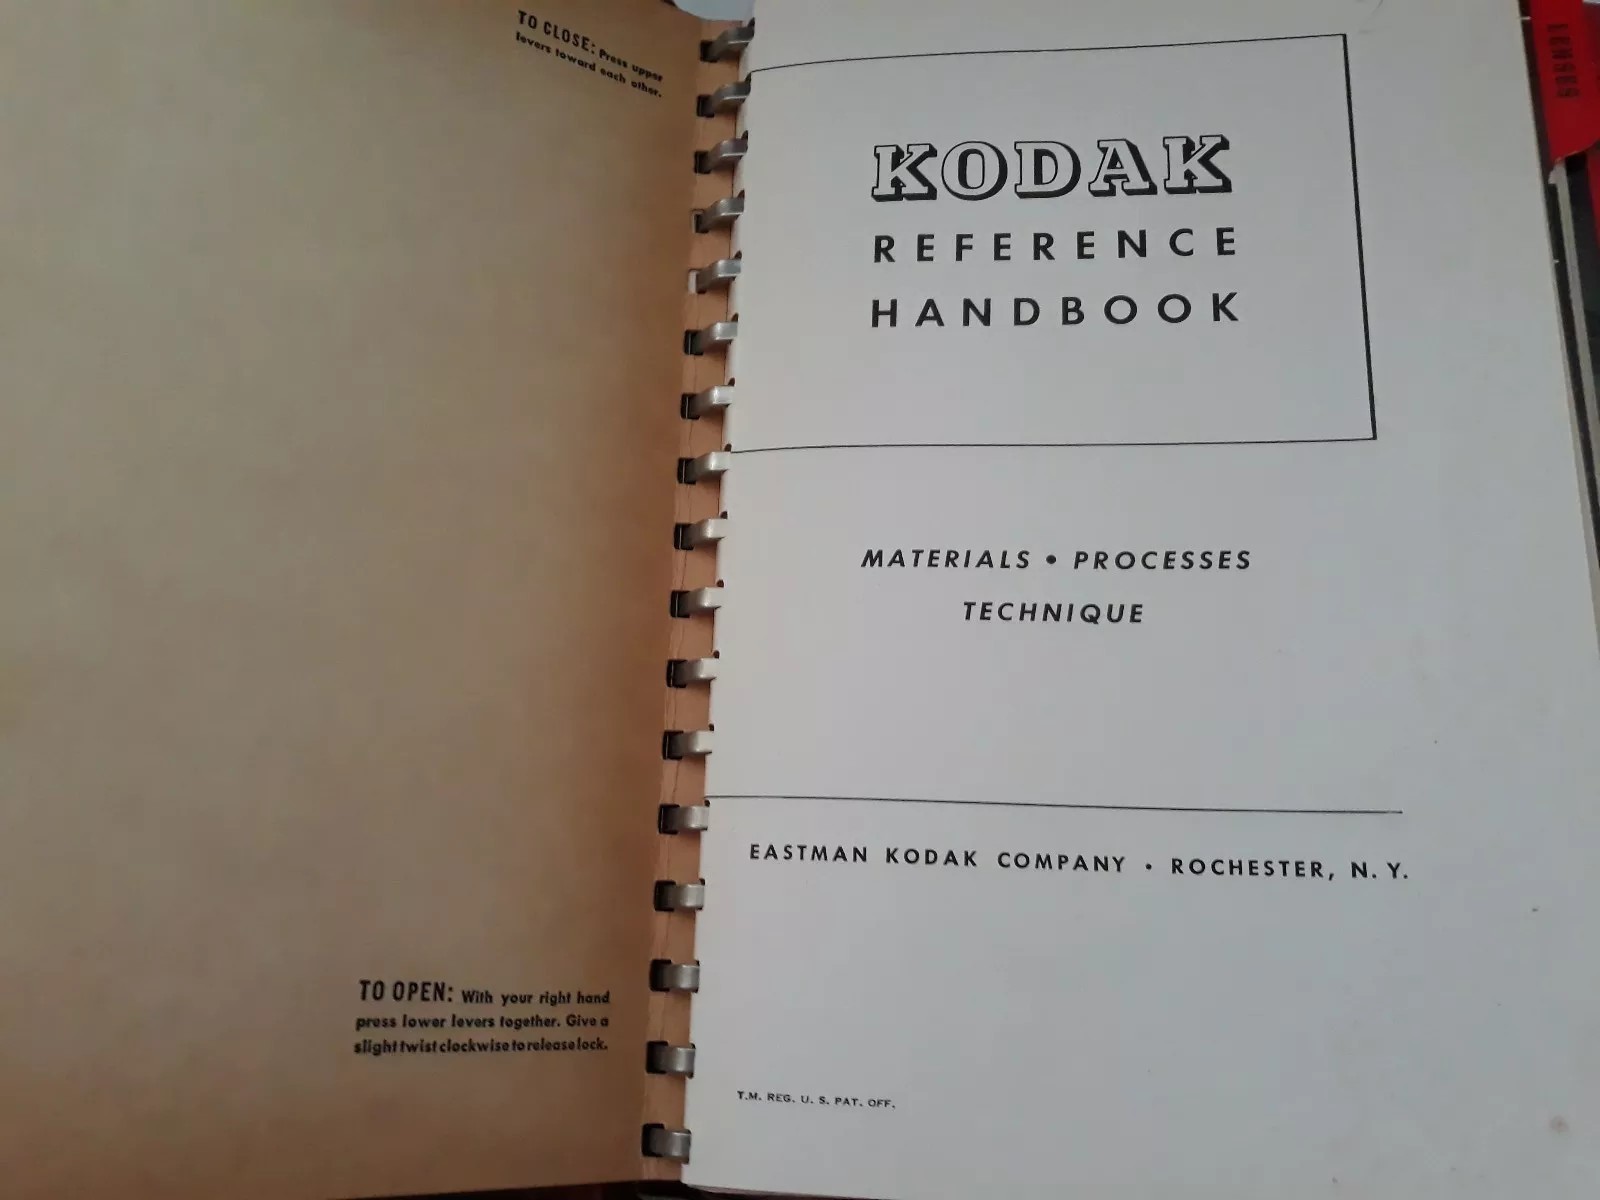 TO CLOSE: Press upper
levers toward each other.
TO OPEN: With your right hand
press lower levers together. Give a
slight twist clockwise to release lock.
KODAK
REFERENCE
HANDBOOK
MATERIALS • PROCESSES
TECHNIQUE
EASTMAN KODAK COMPANY • ROCHESTER, N. Y.
T.M. REG. U. S. PAT. OFF.
LENSES